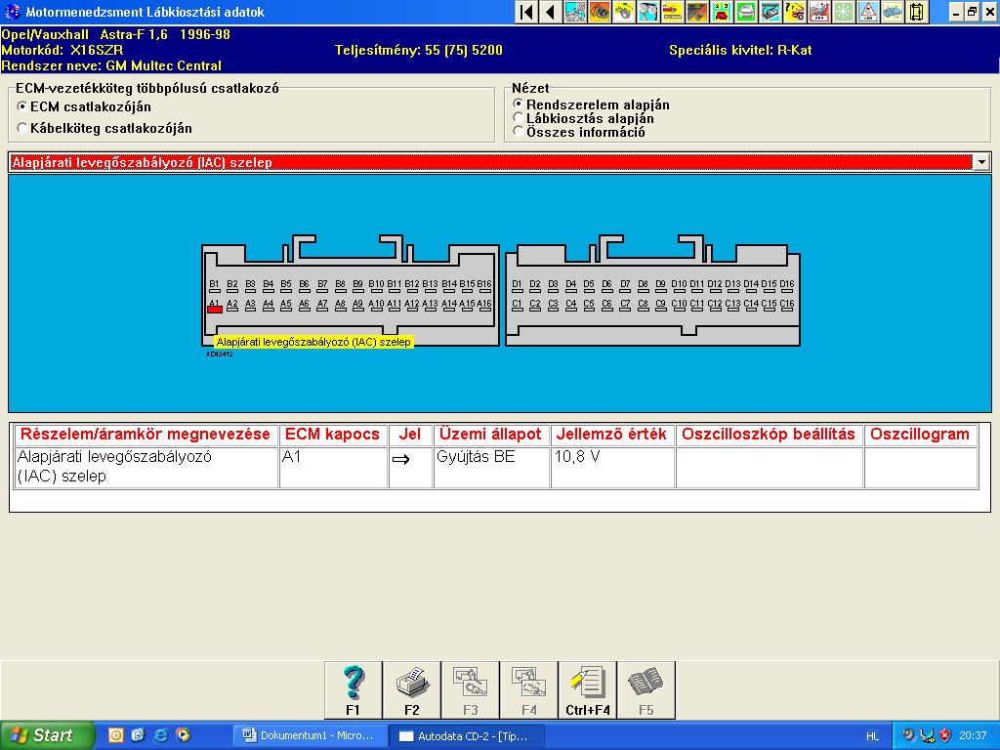 Motormenedzsment Lábkiosztási adatok
Opel/Vauxhall Astra-F 1,6 1996-98
Motorkód: X16SZR Teljesítmény: 55 (75) 5200 Speciális kivitel: R-Kat
Rendszer neve: GM Multec Central
ECM-vezetékköteg többpólusú csatlakozó
ECM csatlakozóján
Kábelköteg csatlakozóján
Nézet
Rendszerelem alapján
Lábkiosztás alapján
Összes információ
Alapjárati levegőszabályozó (IAC) szelep
B1 B2 B3 B4 B5 B6 B7 B8 B9 B10 B11 B12 B13 B14 B15 B16 D1 D2 D3 D4 D5 D6 D7 D8 D9 D10 D11 D12 D13 D14 D15 D16
A1 A2 A3 A4 A5 A6 A7 A8 A9 A10 A11 A12 A13 A14 A15 A16 C1 C2 C3 C4 C5 C6 C7 C8 C9 C10 C11 C12 C13 C14 C15 C16
Alapjárati levegőszabályozó (IAC) szelep
Részelem/áramkör megnevezése ECM kapocs Jel Üzemi állapot Jellemző érték Oszcilloszkóp beállítás Oszcillogram
Alapjárati levegőszabályozó A1 ⇨ Gyújtás BE 10,8 V
(IAC) szelep
F1 F2 F3 F4 Ctrl+F4 F5
Start Dokumentum1 - Micro... Autodata CD-2 - [Típ... HL 20:37